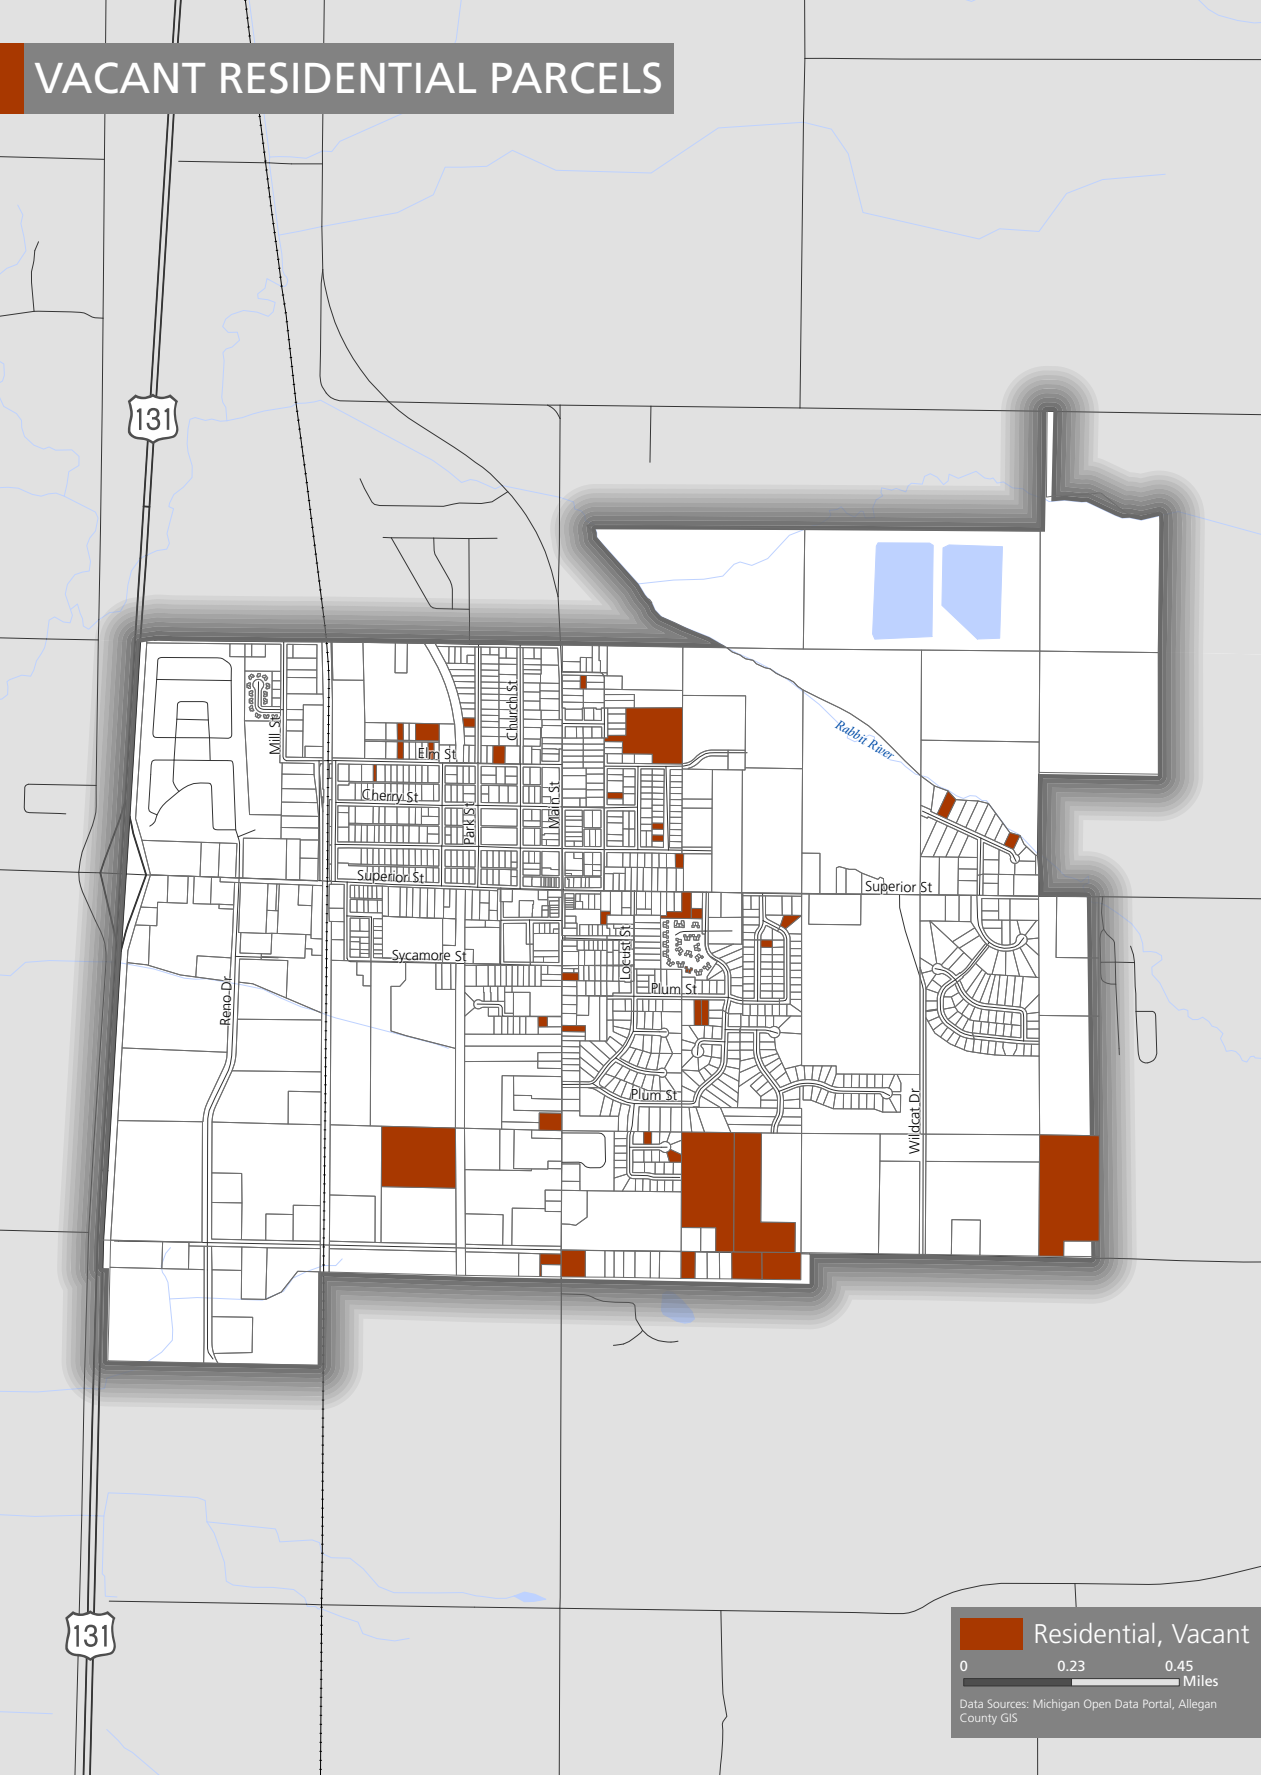 VACANT RESIDENTIAL PARCELS
131
Church St
Mill St
Elm St
Rabbit River
Cherry St
Main St
Park St
Superior St
Superior St
Locust St
Sycamore St
Reno Dr
Plum St
Plum St
Wildcat Dr
131
Residential, Vacant
0 0.23 0.45
Miles
Data Sources: Michigan Open Data Portal, Allegan
County GIS